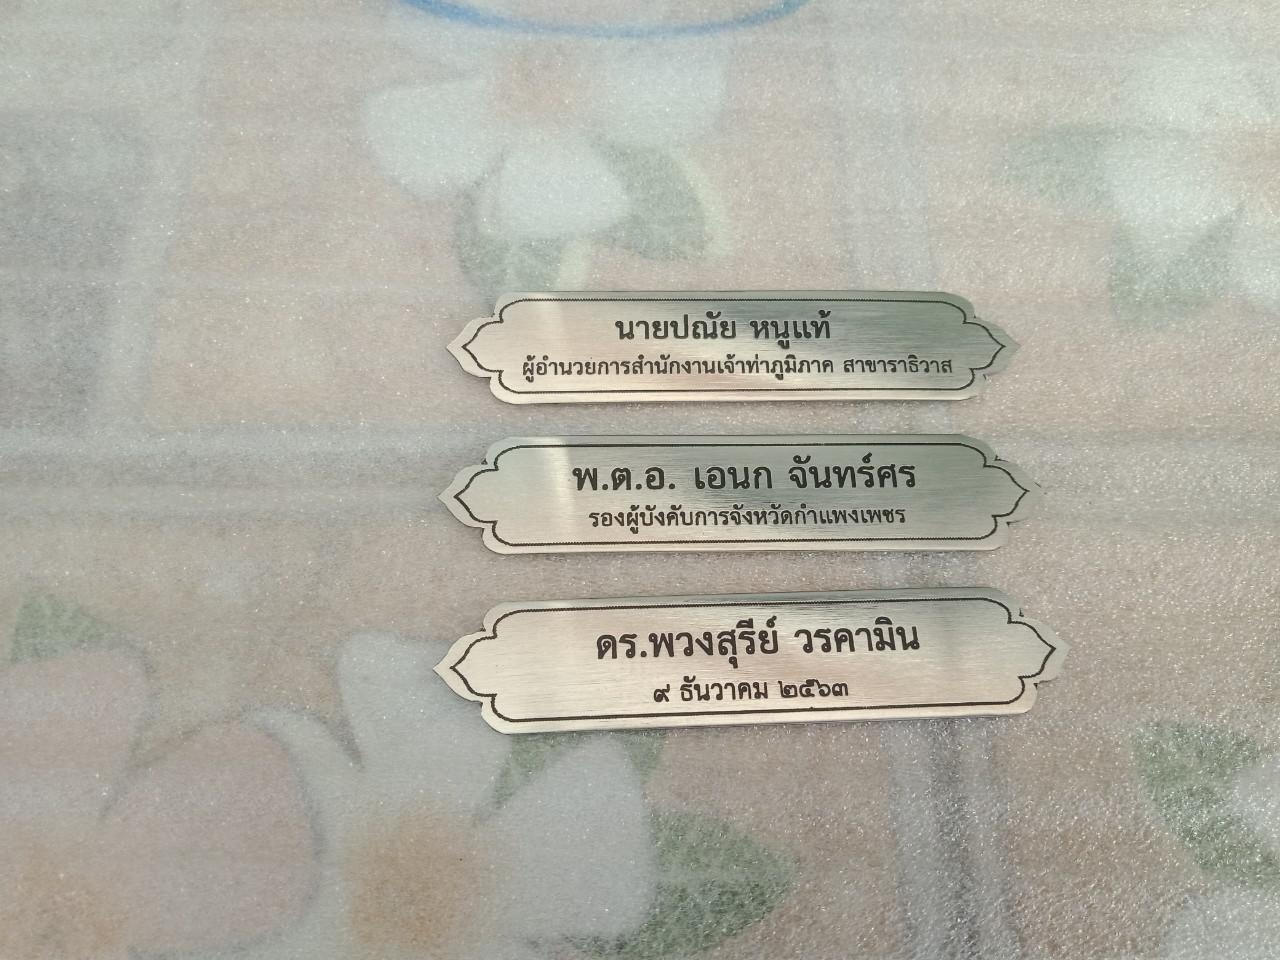 นายปณัย หนูแท้
ผู้อำนวยการสำนักงานเจ้าท่าภูมิภาค สาขาราธิวาส
พ.ต.อ. เอนก จันทร์ศร
รองผู้บังคับการจังหวัดกำแพงเพชร
ดร.พวงสุรีย์ วรคามิน
๙ ธันวาคม ๒๕๖๓